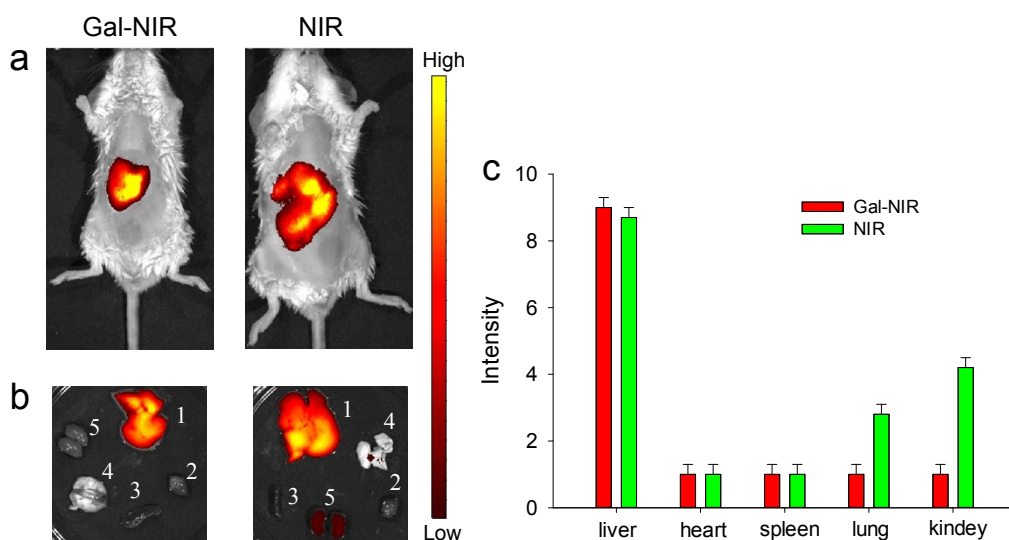 Gal-NIR NIR
a
High
Low
b
1
5
4
2
3
1
4
2
3
5
c
Gal-NIR
NIR
Intensity
10
8
6
4
2
0
liver heart spleen lung kindey